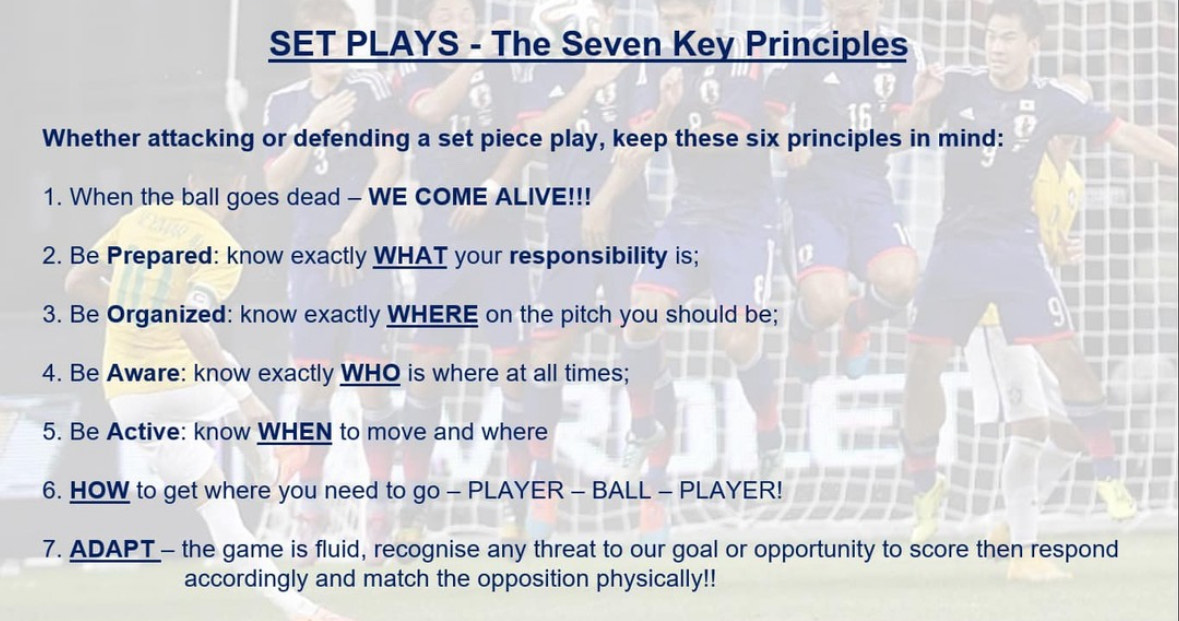 SET PLAYS - The Seven Key Principles
Whether attacking or defending a set piece play, keep these six principles in mind:
1. When the ball goes dead – WE COME ALIVE!!!
2. Be Prepared: know exactly WHAT your responsibility is;
3. Be Organized: know exactly WHERE on the pitch you should be;
4. Be Aware: know exactly WHO is where at all times;
5. Be Active: know WHEN to move and where
6. HOW to get where you need to go – PLAYER – BALL – PLAYER!
7. ADAPT – the game is fluid, recognise any threat to our goal or opportunity to score then respond
accordingly and match the opposition physically!!